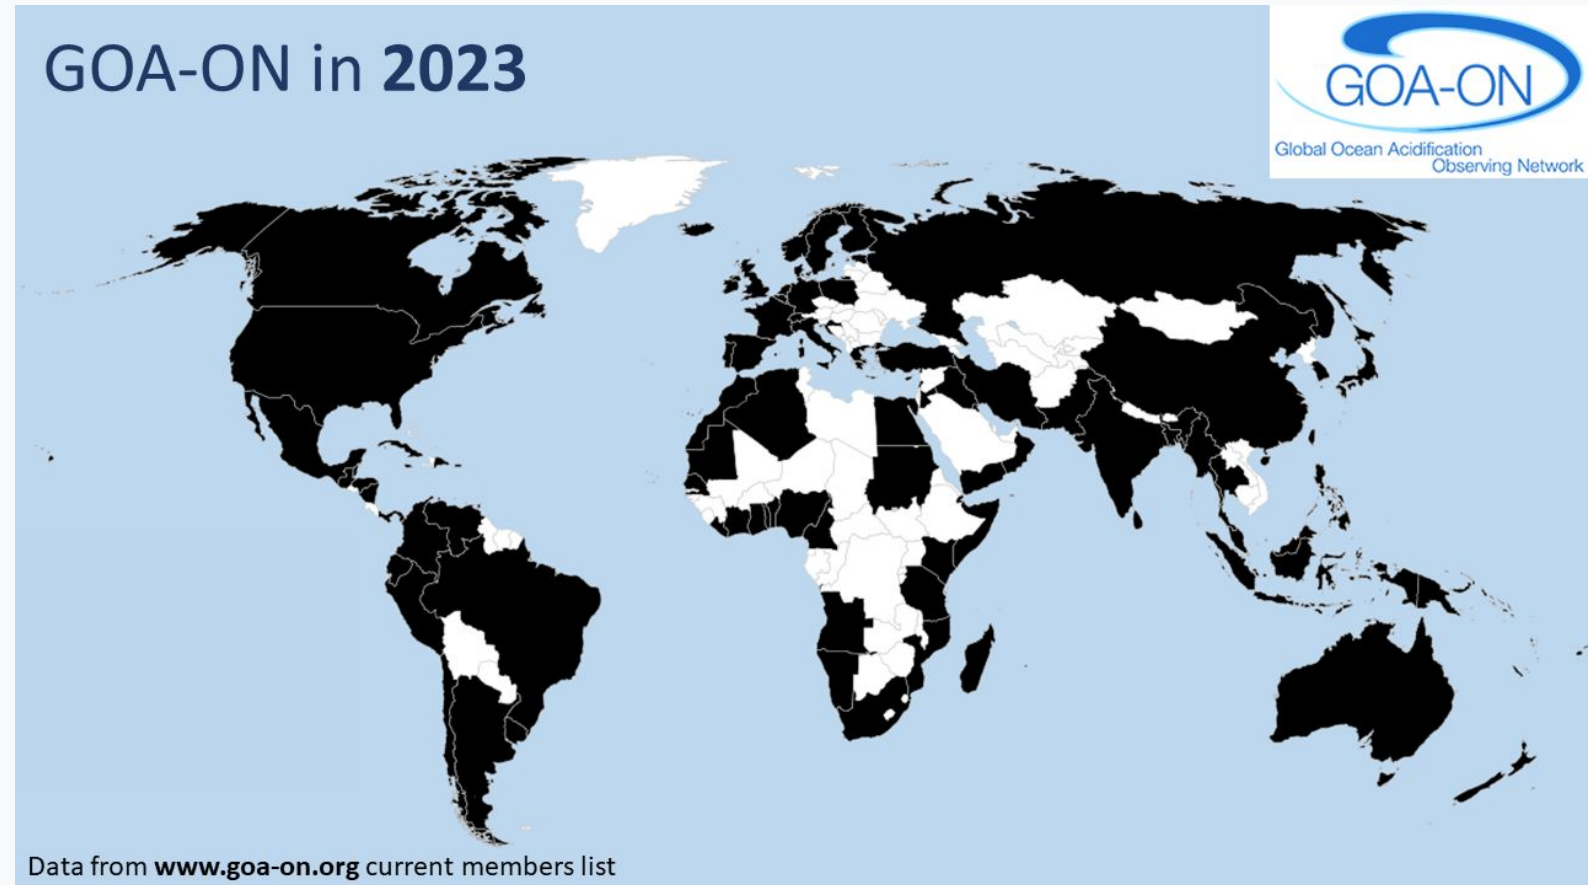 GOA-ON in 2023
GOA-ON
Global Ocean Acidification
Observing Network
Data from www.goa-on.org current members list